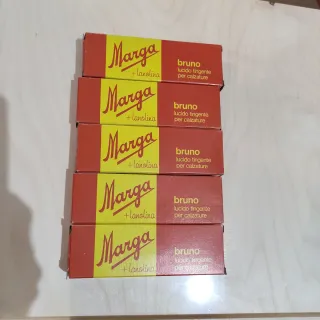 Marga
+ lanolina
bruno
lucido tingente
per calzature
Marga
+ lanolina
bruno
lucido tingente
per calzature
Marga
+ lanolina
bruno
lucido tingente
per calzature
Marga
+ lanolina
bruno
lucido tingente
per calzature
Marga
+ lanolina
bruno
lucido tingente
per calzature